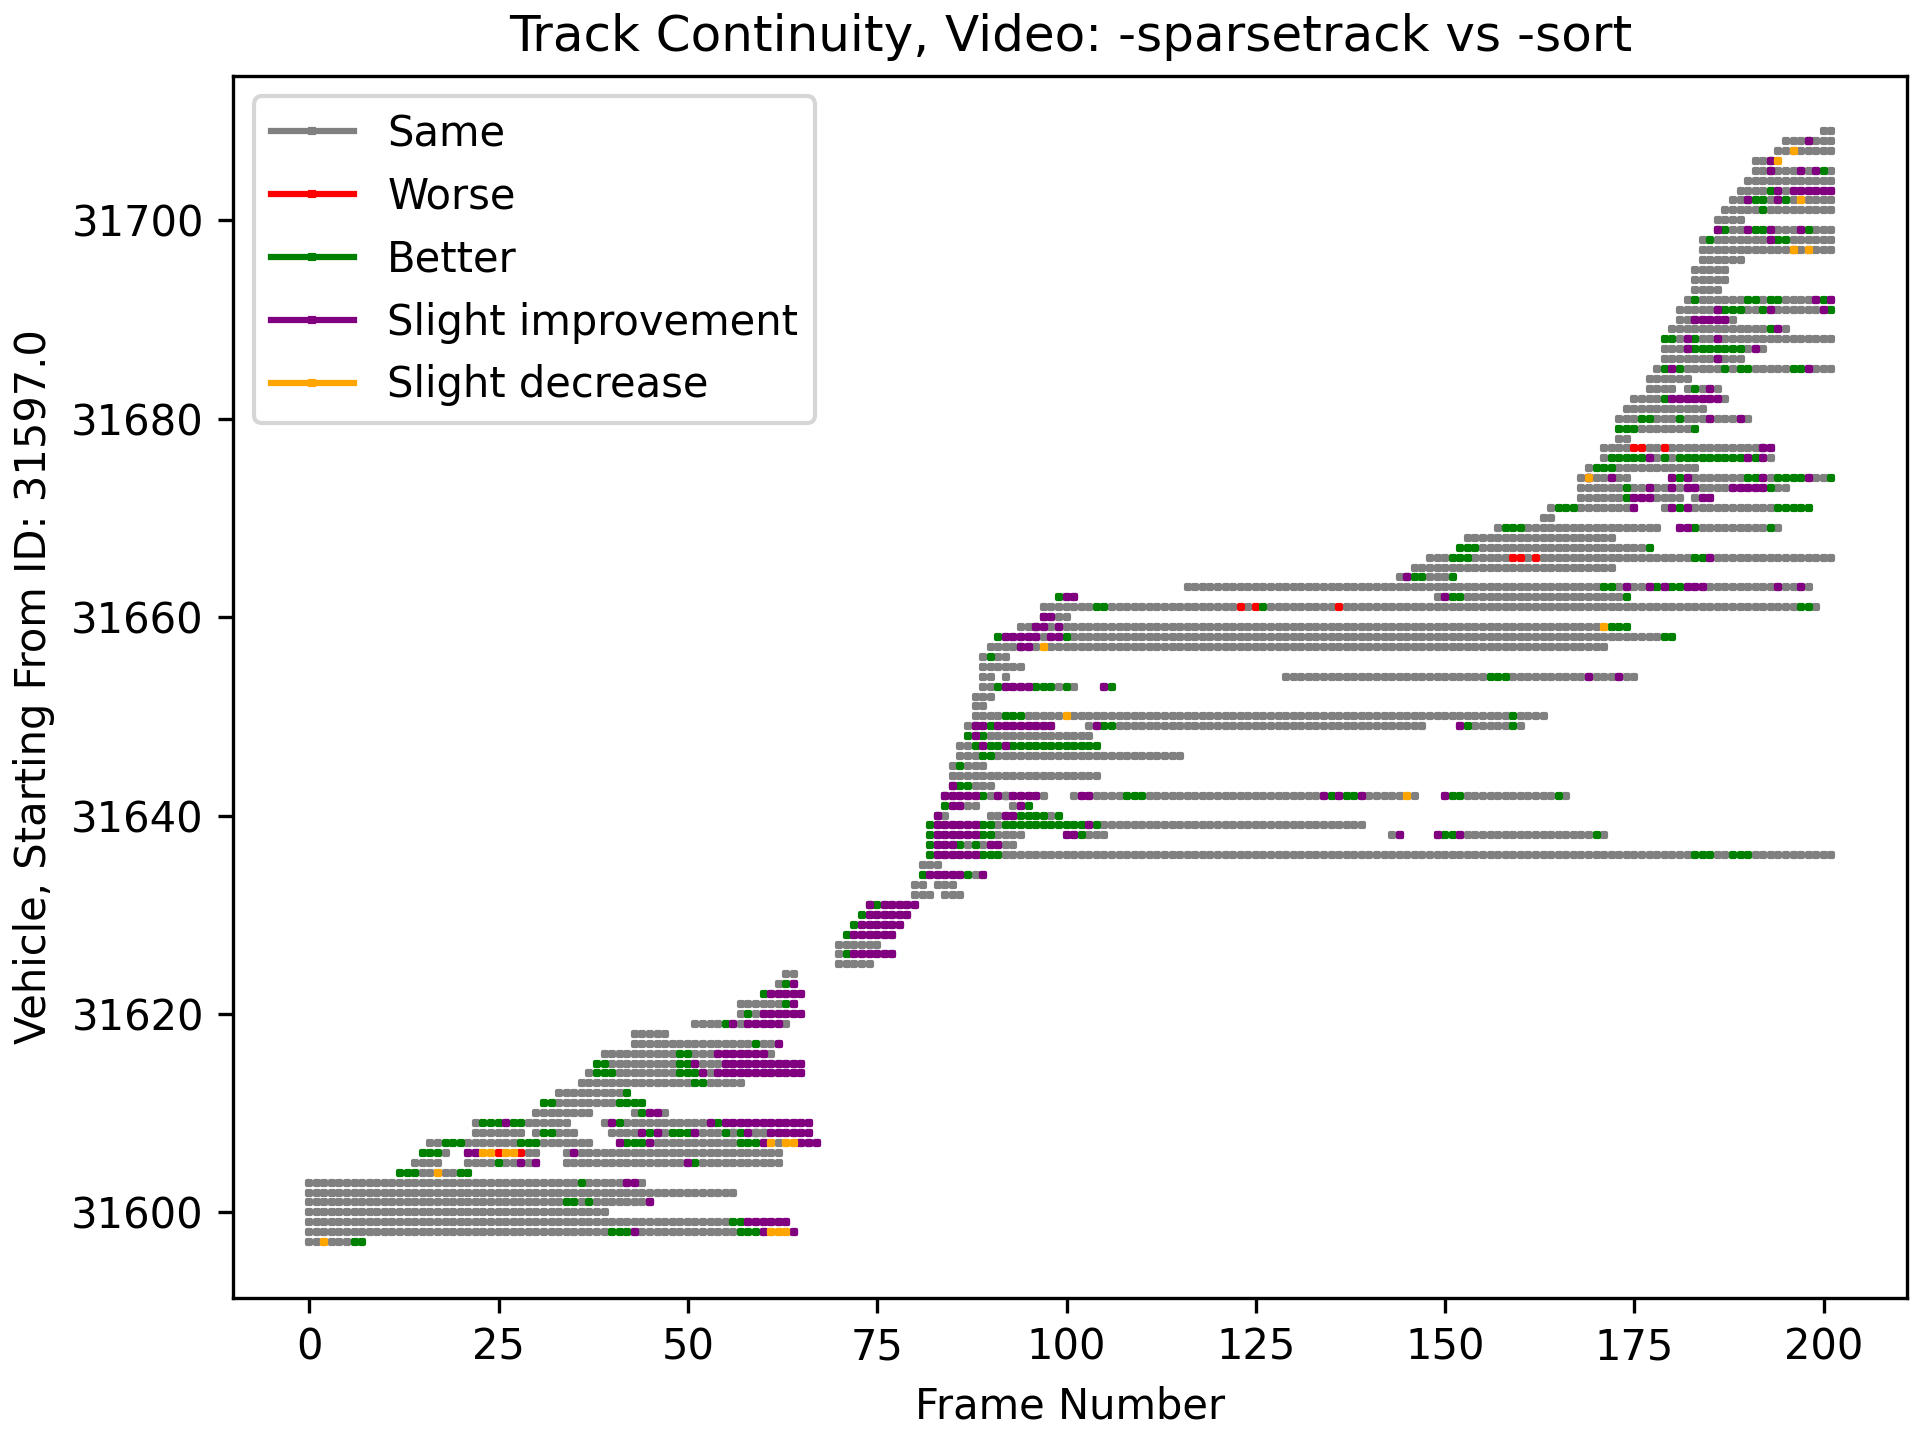 Track Continuity, Video: -sparsetrack vs -sort
Same
Worse
Better
Slight improvement
Slight decrease
Vehicle, Starting From ID: 31597.0
31700
31680
31660
31640
31620
31600
0 25 50 75 100 125 150 175 200
Frame Number